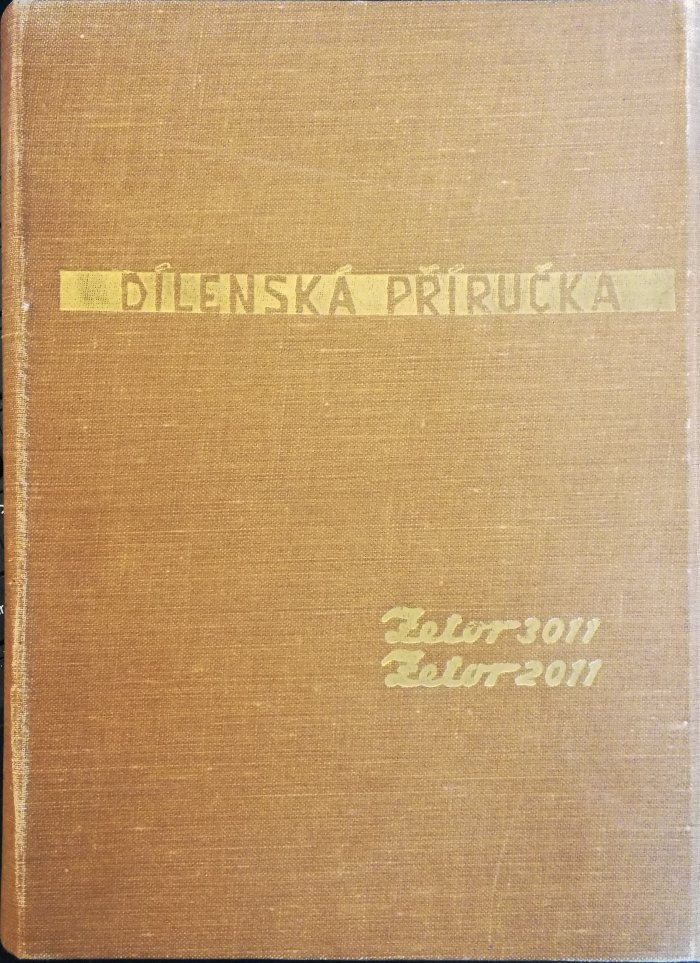 DÍLENSKÁ PŘÍRUČKA
Zetor 3011
Zetor 2011